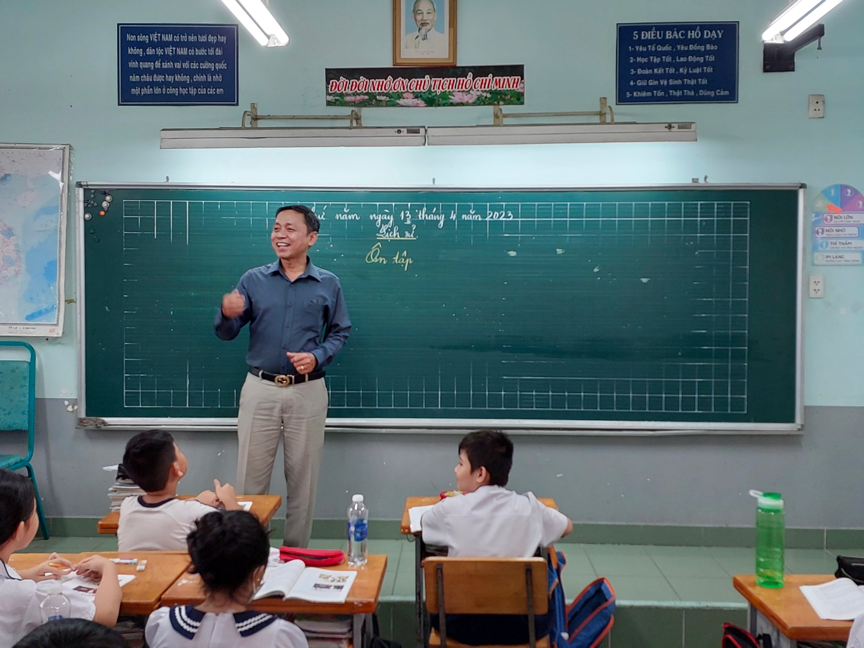 Non sông VIỆT NAM có trở nên tươi đẹp hay
không , dân tộc VIỆT NAM có bước tới đài
vinh quang để sánh vai với các cường quốc
năm châu được hay không , chính là nhờ
một phần lớn ở công học tập của các em
ĐỜI ĐỜI NHỚ ƠN CHỦ TỊCH HỒ CHÍ MINH
5 ĐIỀU BÁC HỒ DẠY
1- Yêu Tổ Quốc , Yêu Đồng Bào
2- Học Tập Tốt , Lao Động Tốt
3- Đoàn Kết Tốt , Kỷ Luật Tốt
4- Giữ Gìn Vệ Sinh Thật Tốt
5- Khiêm Tốn , Thật Thà , Dũng Cảm
năm ngày 13 tháng 4 năm 2023
Lịch sử
Ôn tập
NÓI LỚN
NÓI NHỎ
THÌ THẦM
IM LẶNG